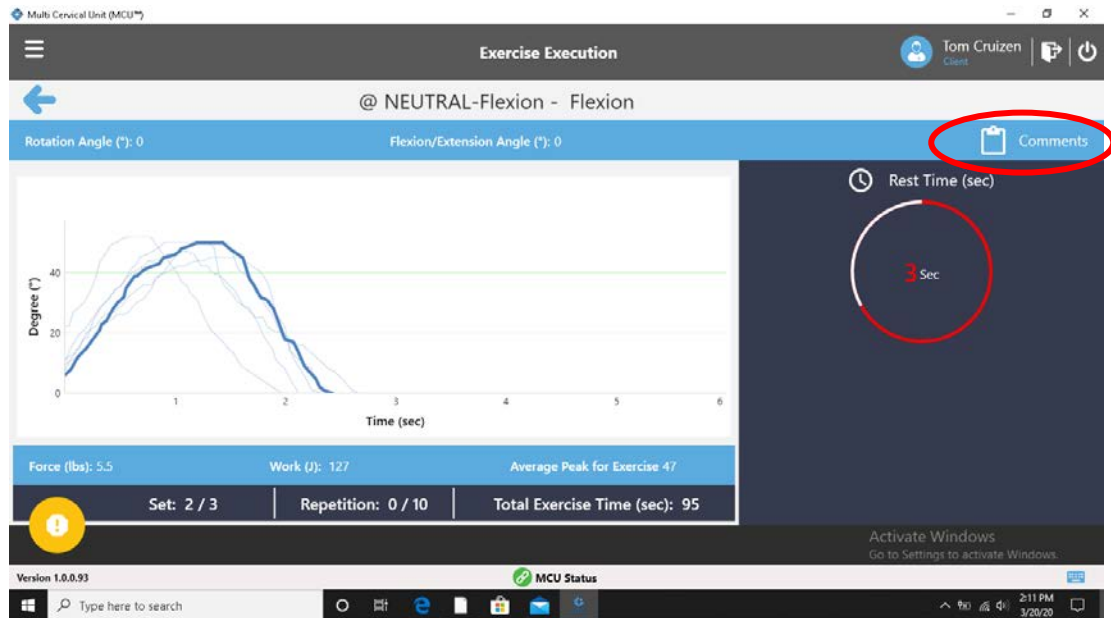 Multi Cervical Unit (MCU™)
Exercise Execution
Tom Cruizen
Client
@ NEUTRAL-Flexion - Flexion
Rotation Angle (°): 0
Flexion/Extension Angle (°): 0
Comments
Rest Time (sec)
3 Sec
Degree (°)
40
20
0
1
2
3
4
5
6
Time (sec)
Force (lbs): 5.5
Work (J): 127
Average Peak for Exercise 47
Set: 2 / 3
Repetition: 0 / 10
Total Exercise Time (sec): 95
Activate Windows
Go to Settings to activate Windows.
Version 1.0.0.93
MCU Status
Type here to search
2:11 PM
3/20/20